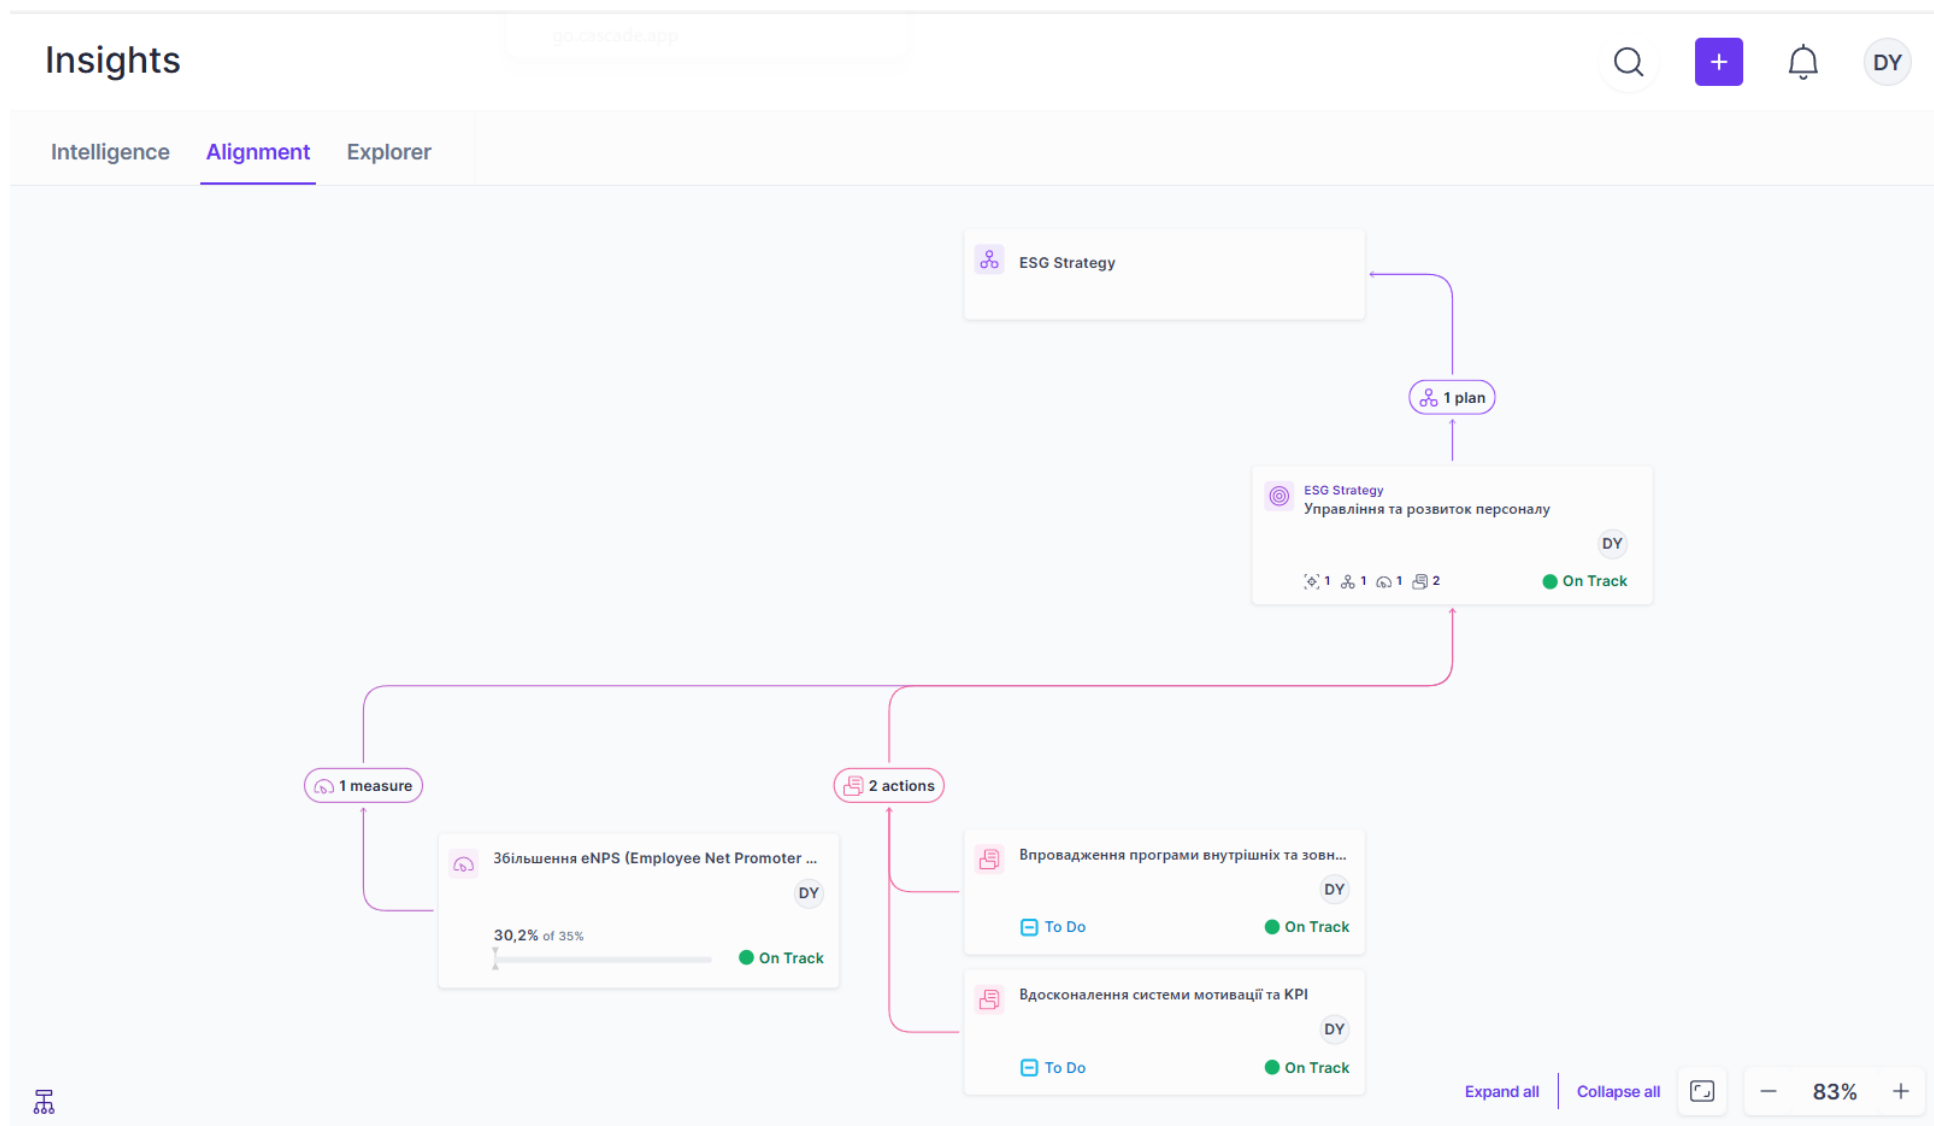 go.cascade.app
Insights
+
DY
Intelligence
Alignment
Explorer
ESG Strategy
1 plan
ESG Strategy
Управління та розвиток персоналу
DY
1 1 1 2
On Track
1 measure
2 actions
Збільшення eNPS (Employee Net Promoter ...
DY
30,2% of 35%
On Track
Впровадження програми внутрішніх та зовн...
DY
To Do
On Track
Вдосконалення системи мотивації та KPI
DY
To Do
On Track
Expand all
Collapse all
− 83% +